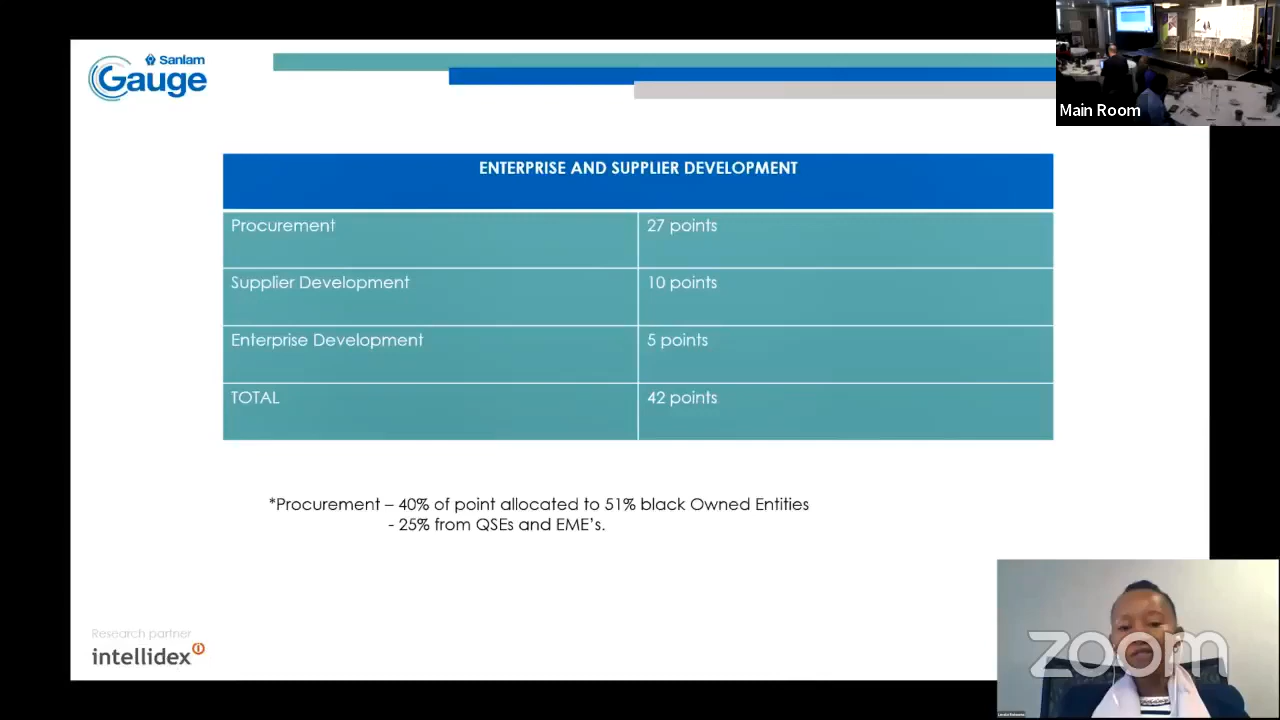 Sanlam
Gauge
Main Room
ENTERPRISE AND SUPPLIER DEVELOPMENT
Procurement 27 points
Supplier Development 10 points
Enterprise Development 5 points
TOTAL 42 points
*Procurement – 40% of point allocated to 51% black Owned Entities
- 25% from QSEs and EME's.
Research partner
intellidex
zoom